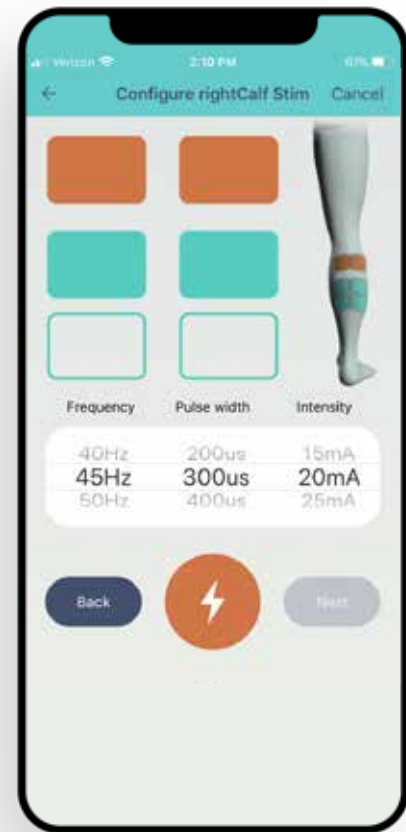 Verizon 2:10 PM 61%
← Configure rightCalf Stim Cancel
Frequency Pulse width Intensity
40Hz 200us 15mA
45Hz 300us 20mA
50Hz 400us 25mA
Back Next